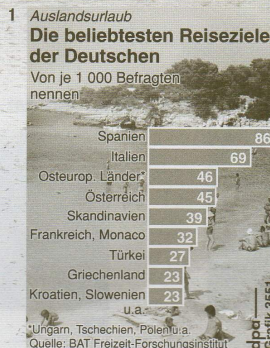 1 Auslandsurlaub
Die beliebtesten Reiseziele
der Deutschen
Von je 1 000 Befragten
nennen
Spanien 86
Italien 69
Osteurop. Länder* 46
Österreich 45
Skandinavien 39
Frankreich, Monaco 32
Türkei 27
Griechenland 23
Kroatien, Slowenien 23
u.a.
*Ungarn, Tschechien, Polen u.a.
Quelle: BAT Freizeit-Forschungsinstitut
dpa